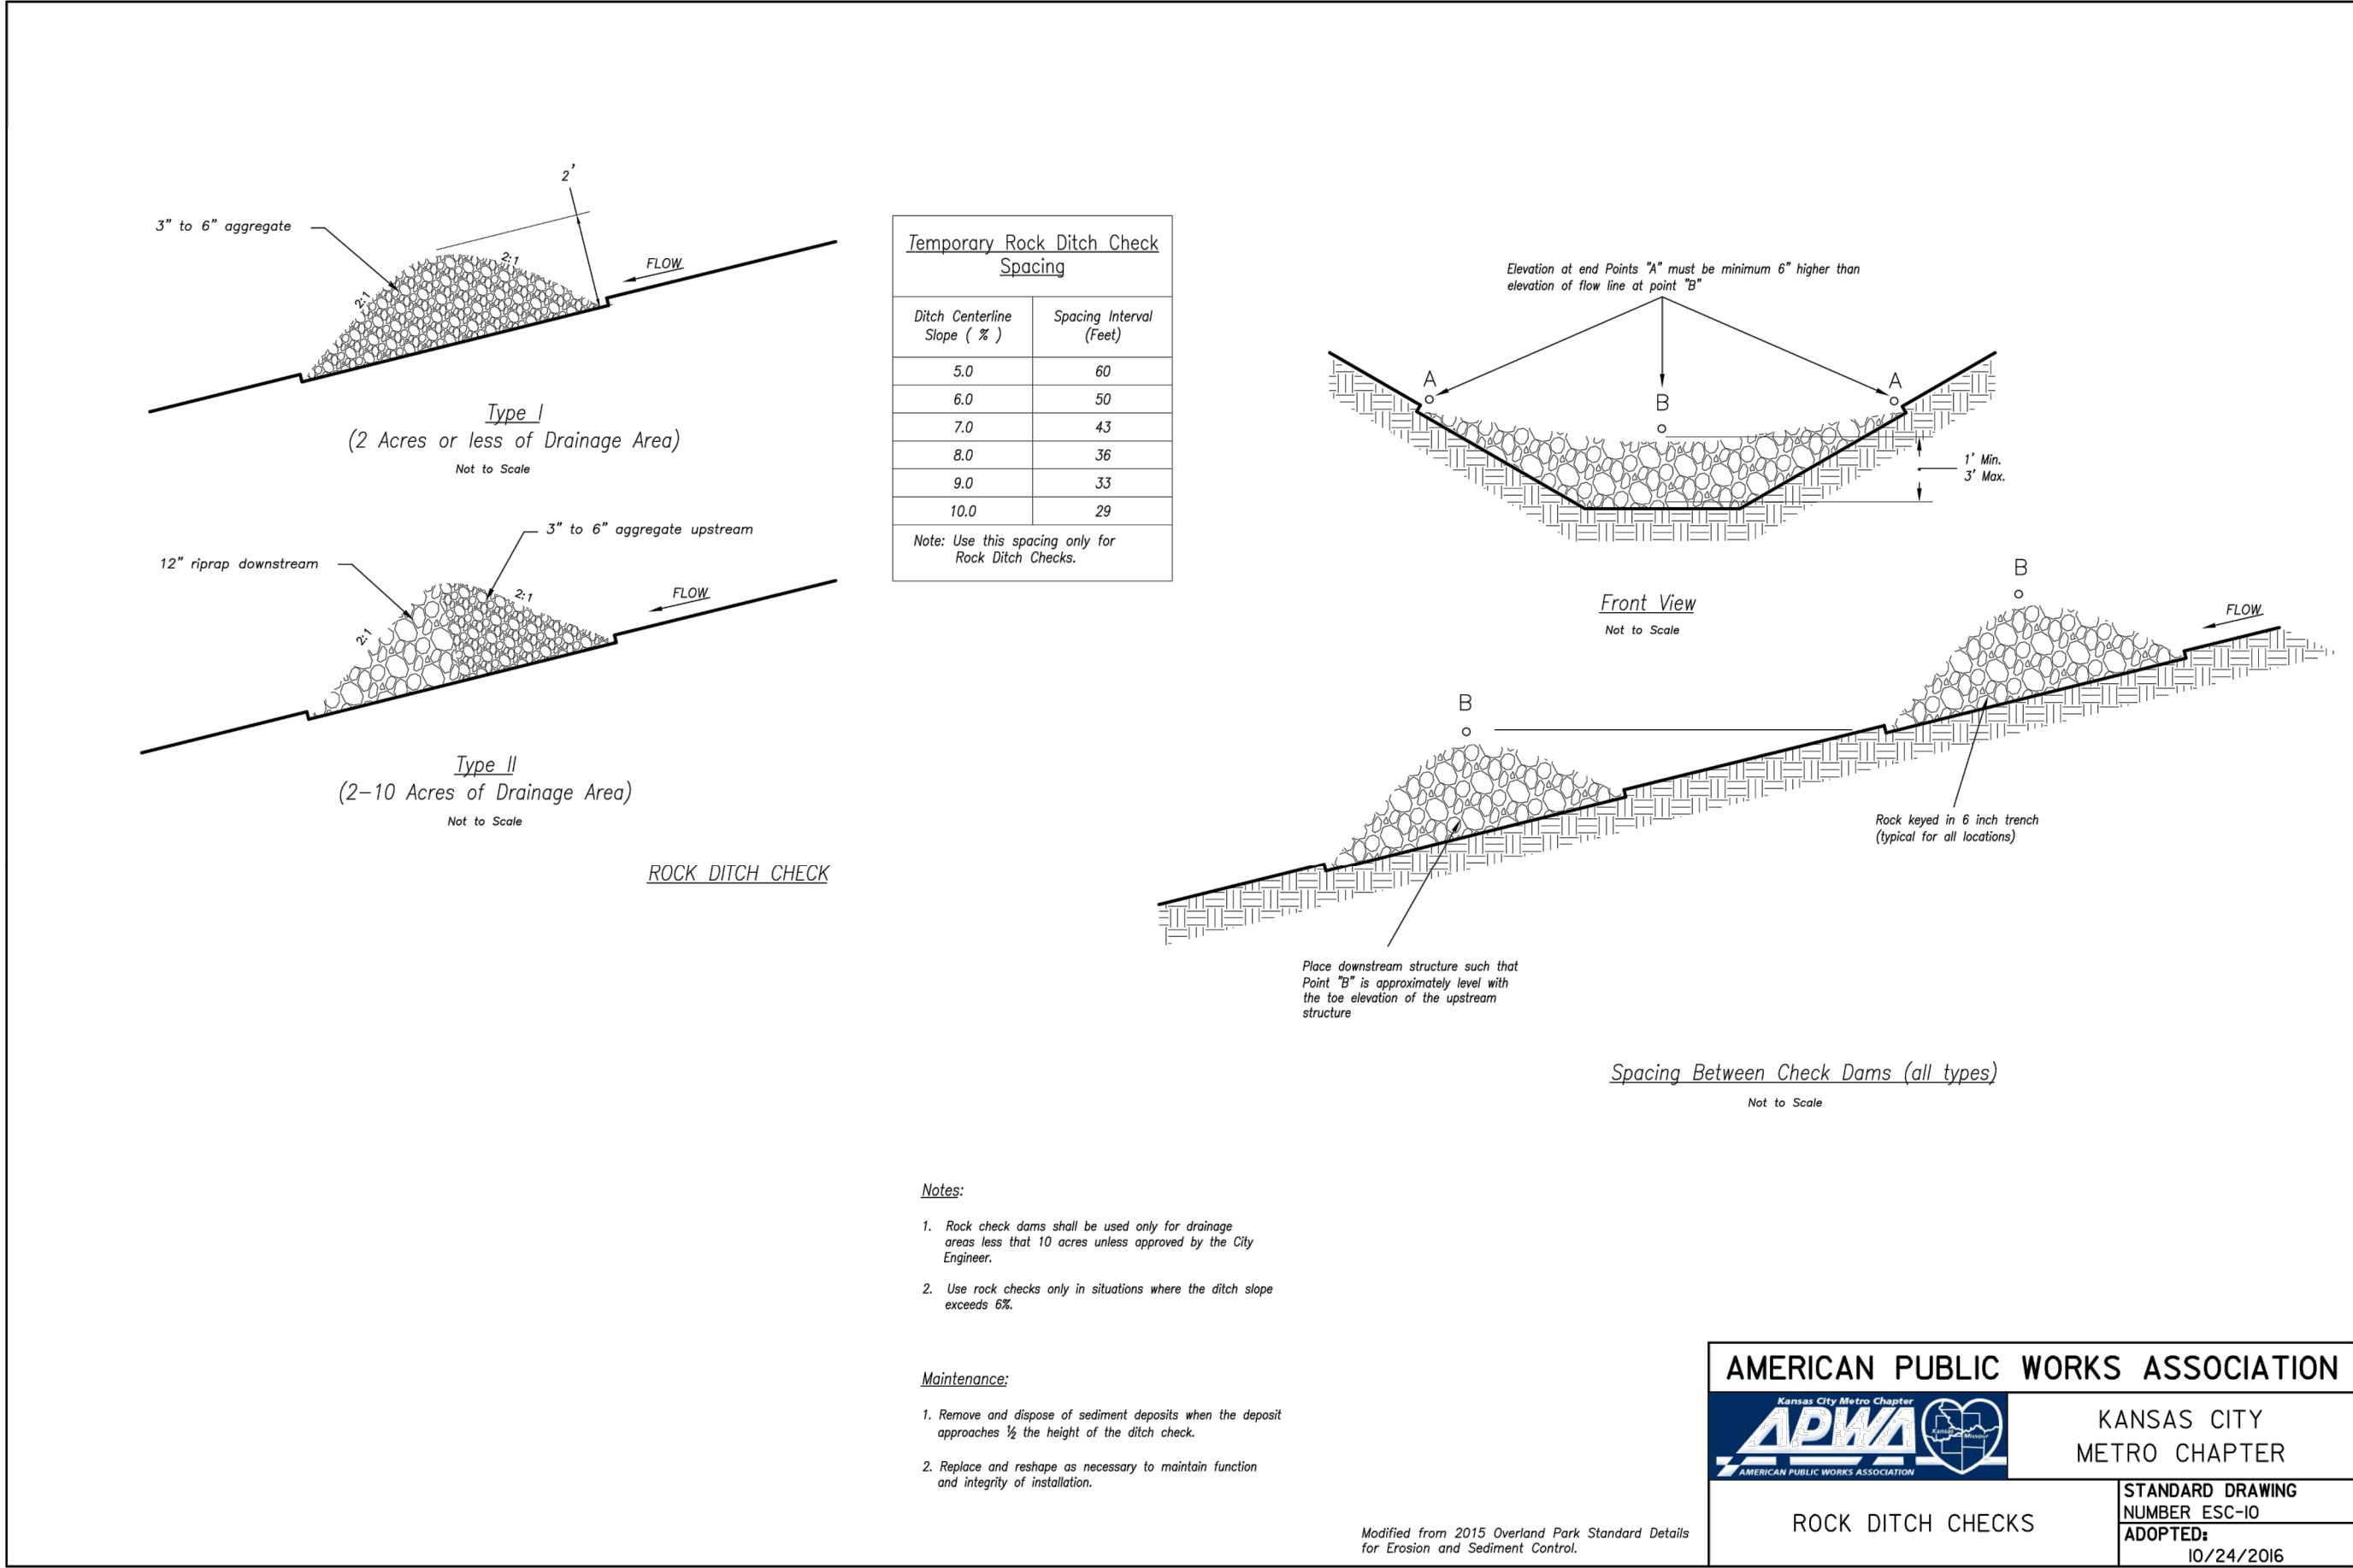 2'
3" to 6" aggregate
2:1
2:1
FLOW
Type I
(2 Acres or less of Drainage Area)
Not to Scale
3" to 6" aggregate upstream
12" riprap downstream
2:1
2:1
FLOW
Type II
(2-10 Acres of Drainage Area)
Not to Scale
ROCK DITCH CHECK
Temporary Rock Ditch Check
Spacing
Ditch Centerline Slope ( % ) Spacing Interval (Feet)
5.0 60
6.0 50
7.0 43
8.0 36
9.0 33
10.0 29
Note: Use this spacing only for
Rock Ditch Checks.
Elevation at end Points "A" must be minimum 6" higher than
elevation of flow line at point "B"
A
B
A
1' Min.
3' Max.
Front View
Not to Scale
B
FLOW
B
Rock keyed in 6 inch trench
(typical for all locations)
Place downstream structure such that
Point "B" is approximately level with
the toe elevation of the upstream
structure
Spacing Between Check Dams (all types)
Not to Scale
Notes:
1. Rock check dams shall be used only for drainage
areas less that 10 acres unless approved by the City
Engineer.
2. Use rock checks only in situations where the ditch slope
exceeds 6%.
Maintenance:
1. Remove and dispose of sediment deposits when the deposit
approaches ½ the height of the ditch check.
2. Replace and reshape as necessary to maintain function
and integrity of installation.
Modified from 2015 Overland Park Standard Details
for Erosion and Sediment Control.
AMERICAN PUBLIC WORKS ASSOCIATION
Kansas City Metro Chapter
APWA
Kansas
Missouri
AMERICAN PUBLIC WORKS ASSOCIATION
KANSAS CITY
METRO CHAPTER
ROCK DITCH CHECKS
STANDARD DRAWING
NUMBER ESC-10
ADOPTED:
10/24/2016